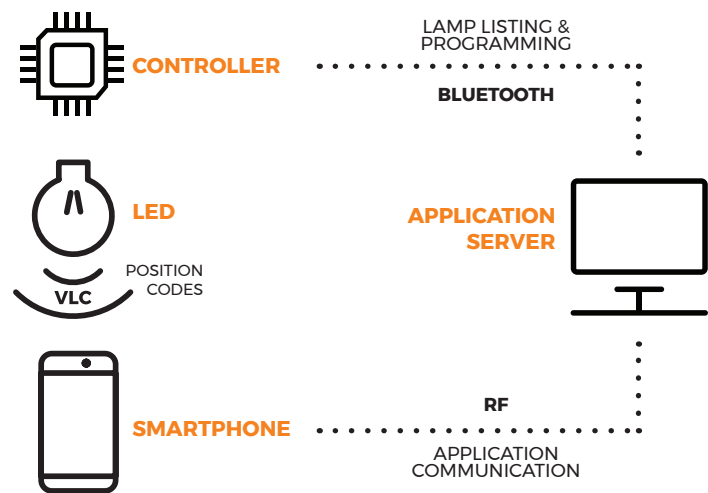 LAMP LISTING &
PROGRAMMING
CONTROLLER
BLUETOOTH
LED
APPLICATION
SERVER
POSITION
CODES
VLC
RF
SMARTPHONE
APPLICATION
COMMUNICATION